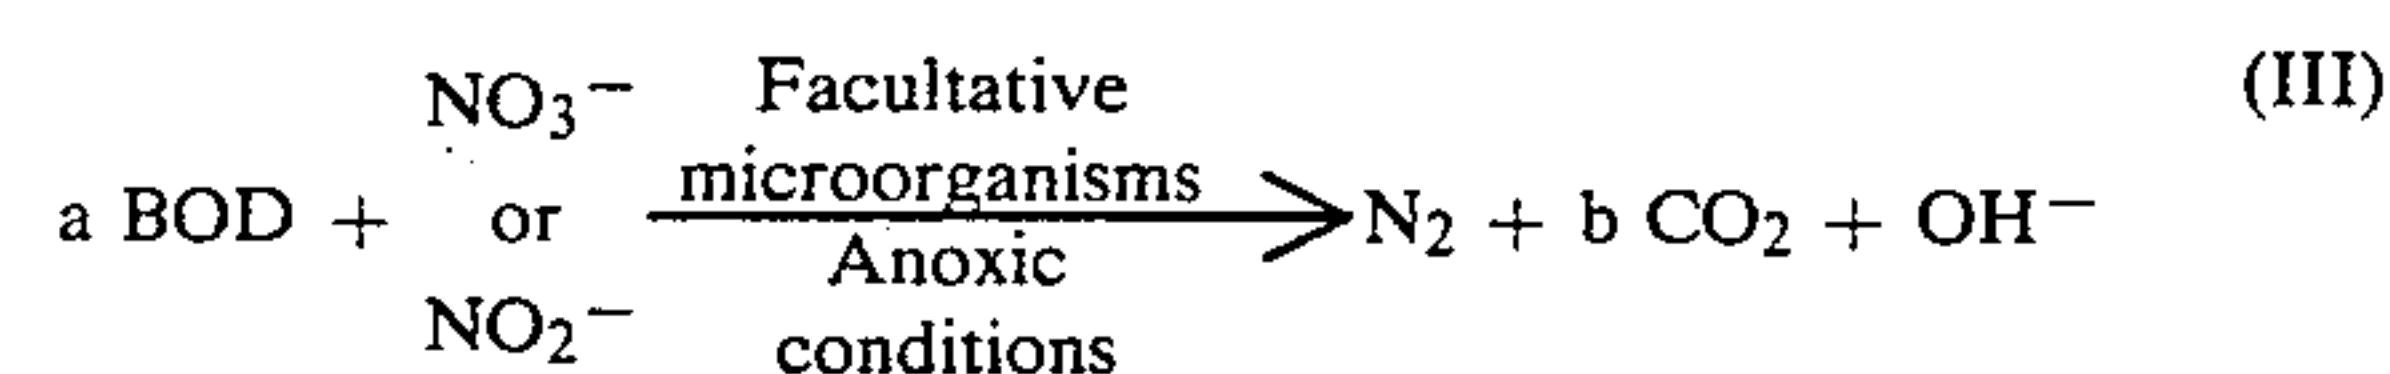 (III)
NO₃⁻ Facultative
microorganisms
a BOD + or N₂ + b CO₂ + OH⁻
Anoxic
NO₂⁻ conditions